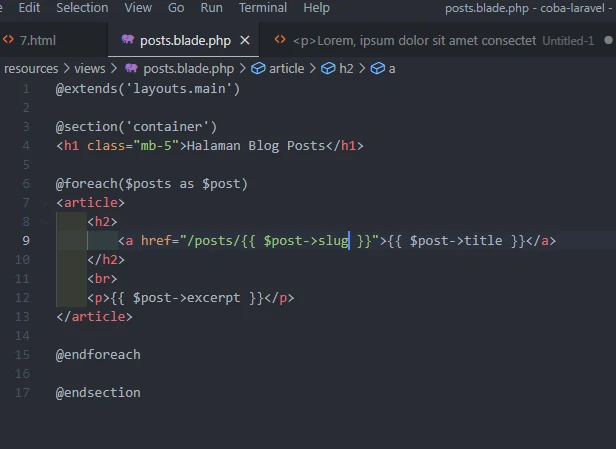 Edit Selection View Go Run Terminal Help posts.blade.php - coba-laravel -
7.html posts.blade.php × <p>Lorem, ipsum dolor sit amet consectet Untitled-1
resources > views > posts.blade.php > article > h2 > a
1 @extends('layouts.main')
2
3 @section('container')
4 <h1 class="mb-5">Halaman Blog Posts</h1>
5
6 @foreach($posts as $post)
7 <article>
8 <h2>
9 <a href="/posts/{{ $post->slug }}">{{ $post->title }}</a>
10 </h2>
11 <br>
12 <p>{{ $post->excerpt }}</p>
13 </article>
14
15 @endforeach
16
17 @endsection